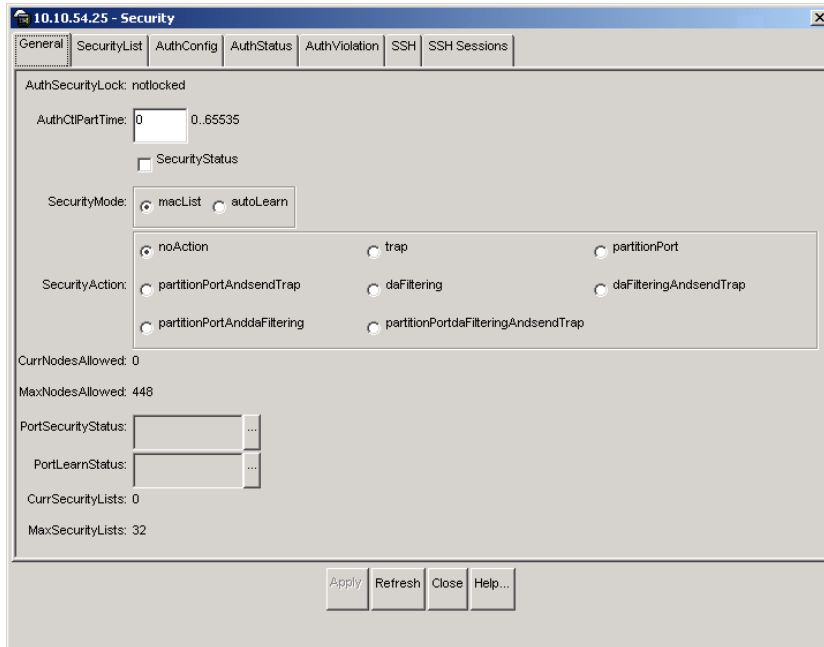 10.10.54.25 - Security
General SecurityList AuthConfig AuthStatus AuthViolation SSH SSH Sessions
AuthSecurityLock: notlocked
AuthCtlPartTime: 0 0..65535
SecurityStatus
SecurityMode: macList autoLearn
noAction trap partitionPort
SecurityAction: partitionPortAndsendTrap daFiltering daFilteringAndsendTrap
partitionPortAnddaFiltering partitionPortdaFilteringAndsendTrap
CurrNodesAllowed: 0
MaxNodesAllowed: 448
PortSecurityStatus: ...
PortLearnStatus: ...
CurrSecurityLists: 0
MaxSecurityLists: 32
Apply Refresh Close Help...